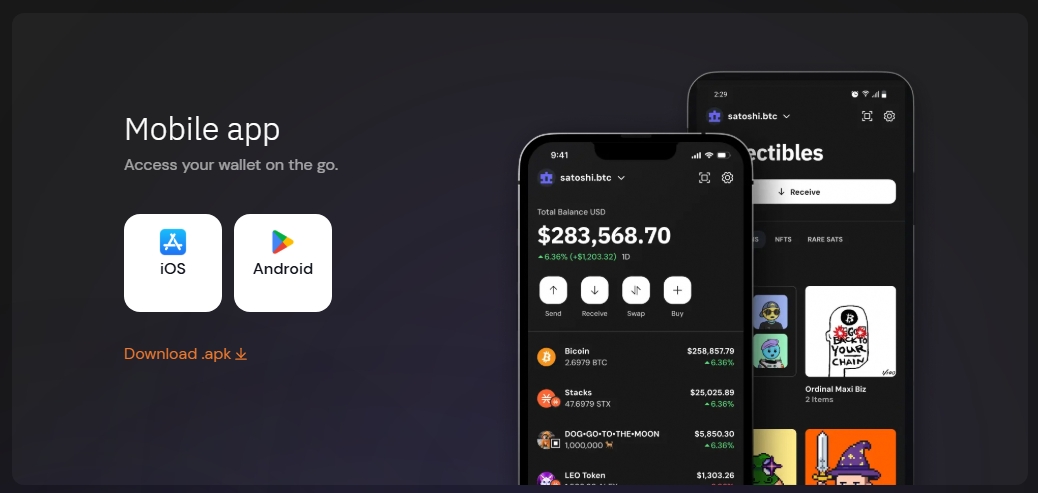 Mobile app
Access your wallet on the go.
iOS
Android
Download .apk
9:41
satoshi.btc
Total Balance USD
$283,568.70
6.36% (+$1,203.32) 1D
Send
Receive
Swap
Buy
Bicoin
$258,857.79
2.6979 BTC
6.36%
Stacks
$25,025.89
47.6979 STX
6.36%
DOG•GO•TO•THE•MOON
$5,850.30
1,000,000
6.36%
LEO Token
$1,303.26
2:29
satoshi.btc
ectibles
Receive
NFTS
RARE SATS
BACK TO
YOUR
CHAIN
Ordinal Maxi Biz
2 Items